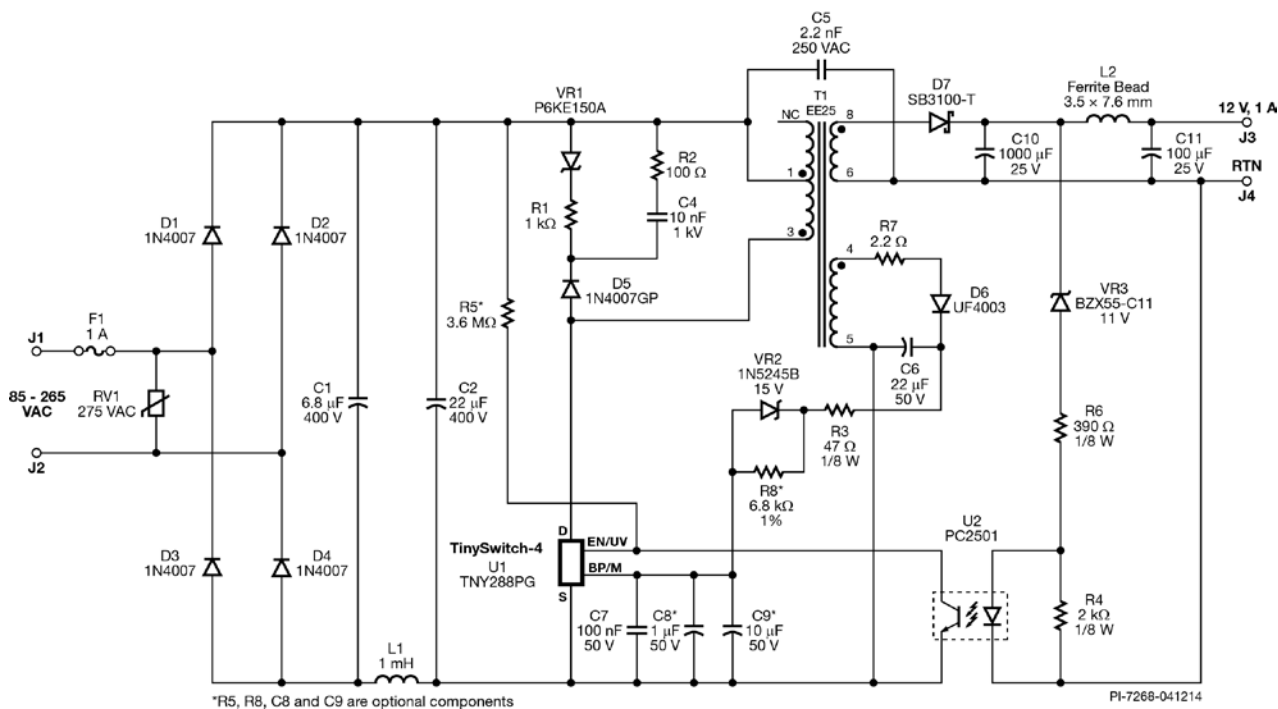 C5
2.2 nF
250 VAC
VR1
P6KE150A
D7
SB3100-T
L2
Ferrite Bead
3.5 × 7.6 mm
T1
EE25
NC
8
12 V, 1 A
J3
R2
100 Ω
C10
1000 µF
25 V
C11
100 µF
25 V
1
6
RTN
J4
R1
1 kΩ
C4
10 nF
1 kV
D1
1N4007
D2
1N4007
3
R7
2.2 Ω
4
D5
1N4007GP
R5*
3.6 MΩ
D6
UF4003
VR3
BZX55-C11
11 V
F1
1 A
J1
5
C6
22 µF
50 V
VR2
1N5245B
15 V
85 - 265
VAC
RV1
275 VAC
C1
6.8 µF
400 V
C2
22 µF
400 V
R3
47 Ω
1/8 W
R6
390 Ω
1/8 W
J2
R8*
6.8 kΩ
1%
D
EN/UV
U2
PC2501
D3
1N4007
D4
1N4007
TinySwitch-4
U1
TNY288PG
BP/M
S
C7
100 nF
50 V
C8*
1 µF
50 V
C9*
10 µF
50 V
R4
2 kΩ
1/8 W
L1
1 mH
*R5, R8, C8 and C9 are optional components
PI-7268-041214